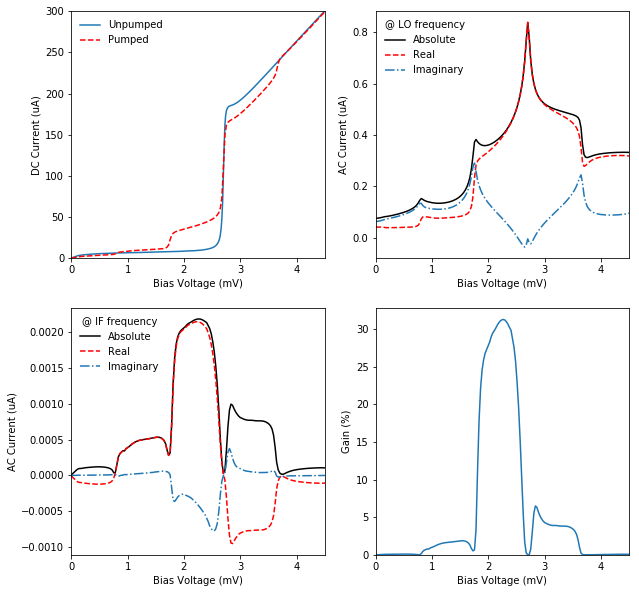 300
250
200
150
100
50
0
DC Current (uA)
Unpumped
Pumped
0 1 2 3 4
Bias Voltage (mV)
0.8
0.6
0.4
0.2
0.0
AC Current (uA)
@ LO frequency
Absolute
Real
Imaginary
0 1 2 3 4
Bias Voltage (mV)
0.0020
0.0015
0.0010
0.0005
0.0000
−0.0005
−0.0010
AC Current (uA)
@ IF frequency
Absolute
Real
Imaginary
0 1 2 3 4
Bias Voltage (mV)
30
25
20
15
10
5
0
Gain (%)
0 1 2 3 4
Bias Voltage (mV)